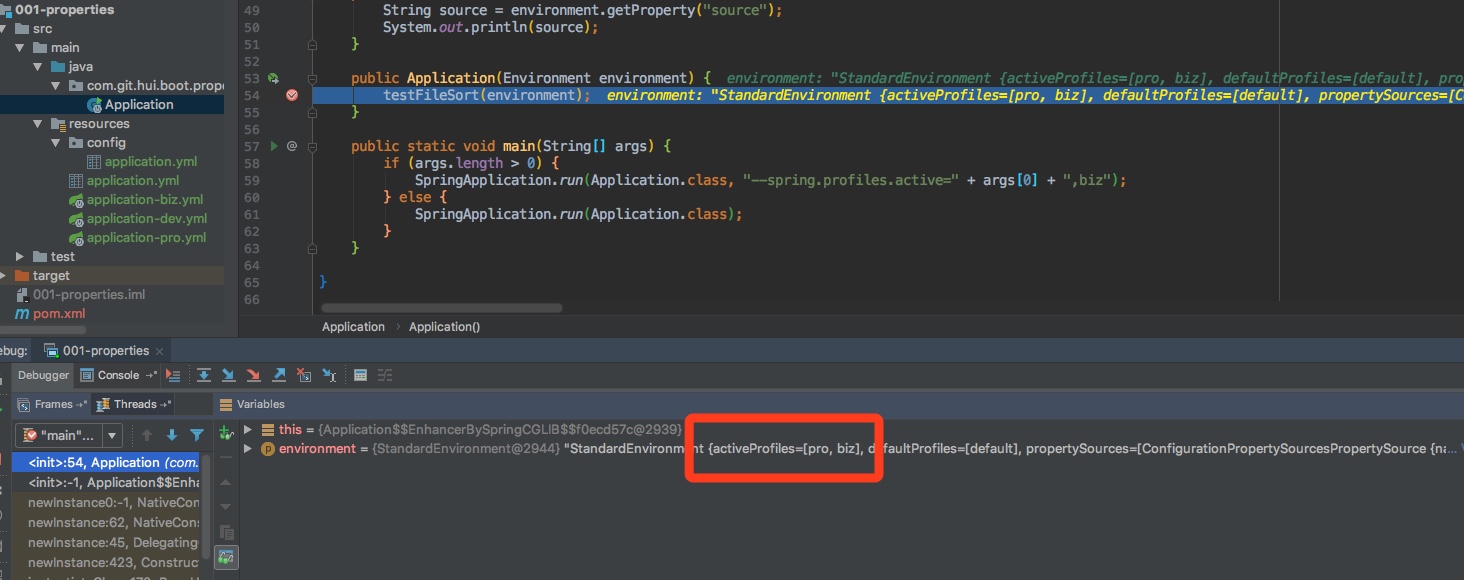 001-properties
src
main
java
com.git.hui.boot.prope
Application
resources
config
application.yml
application.yml
application-biz.yml
application-dev.yml
application-pro.yml
test
target
001-properties.iml
pom.xml
49 String source = environment.getProperty("source");
50 System.out.println(source);
51 }
52
53 public Application(Environment environment) { environment: "StandardEnvironment {activeProfiles=[pro, biz], defaultProfiles=[default], pro
54 testFileSort(environment); environment: "StandardEnvironment {activeProfiles=[pro, biz], defaultProfiles=[default], propertySources=[Co
55 }
56
57 public static void main(String[] args) {
58 if (args.length > 0) {
59 SpringApplication.run(Application.class, "--spring.profiles.active=" + args[0] + ",biz");
60 } else {
61 SpringApplication.run(Application.class);
62 }
63 }
64
65 }
66
Application › Application()
ebug: 001-properties ×
Debugger Console
Frames Threads Variables
"main"...
<init>:54, Application (com.
<init>:-1, Application$$Enha
newInstance0:-1, NativeCon
newInstance:62, NativeCons
newInstance:45, Delegating
newInstance:423, Construct
this = {Application$$EnhancerBySpringCGLIB$$f0ecd57c@2939}
environment = {StandardEnvironment@2944} "StandardEnvironment {activeProfiles=[pro, biz], defaultProfiles=[default], propertySources=[ConfigurationPropertySourcesPropertySource {na...